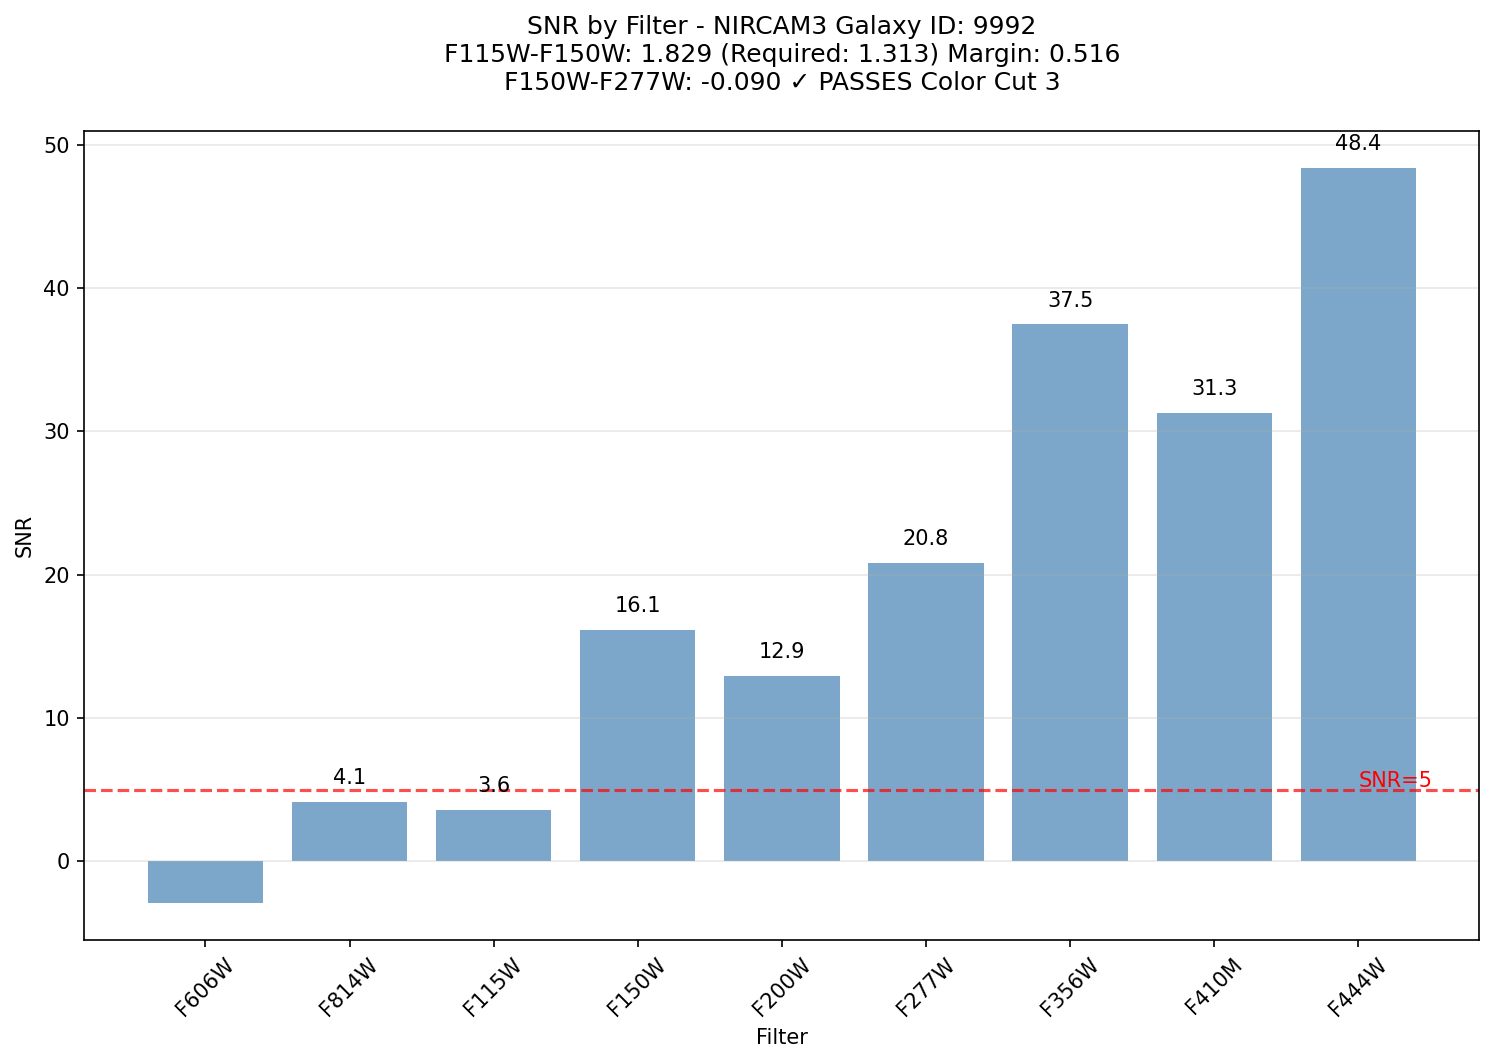 SNR by Filter - NIRCAM3 Galaxy ID: 9992
F115W-F150W: 1.829 (Required: 1.313) Margin: 0.516
F150W-F277W: -0.090 ✓ PASSES Color Cut 3
SNR
50
40
30
20
10
0
4.1
3.6
16.1
12.9
20.8
37.5
31.3
48.4
SNR=5
F606W
F814W
F115W
F150W
F200W
F277W
F356W
F410M
F444W
Filter